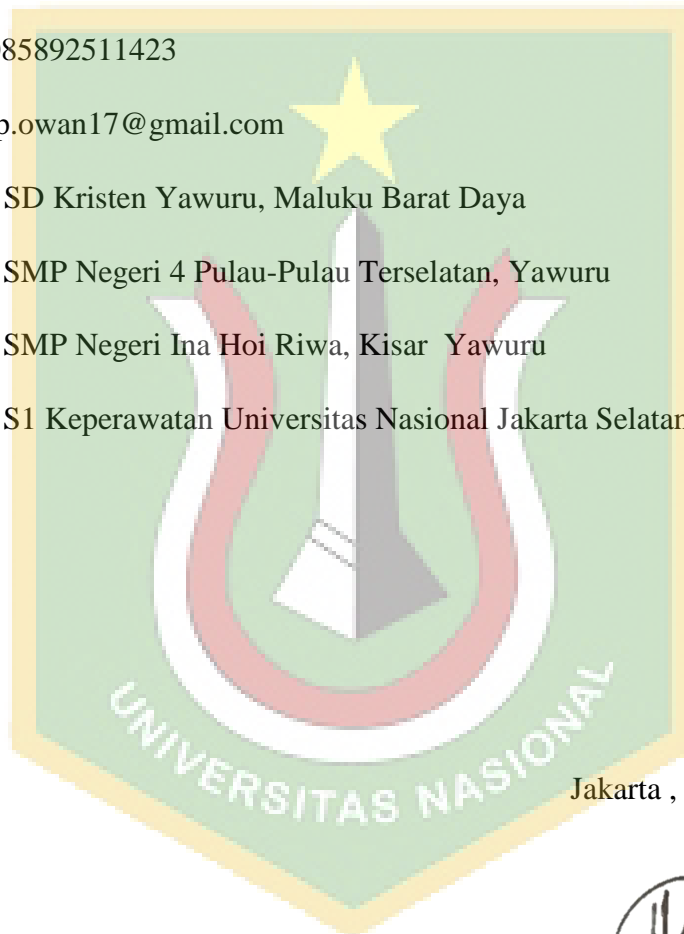 085892511423
p.owan17@gmail.com
SD Kristen Yawuru, Maluku Barat Daya
SMP Negeri 4 Pulau-Pulau Terselatan, Yawuru
SMP Negeri Ina Hoi Riwa, Kisar Yawuru
S1 Keperawatan Universitas Nasional Jakarta Selatan
UNIVERSITAS NASIONAL
Jakarta ,